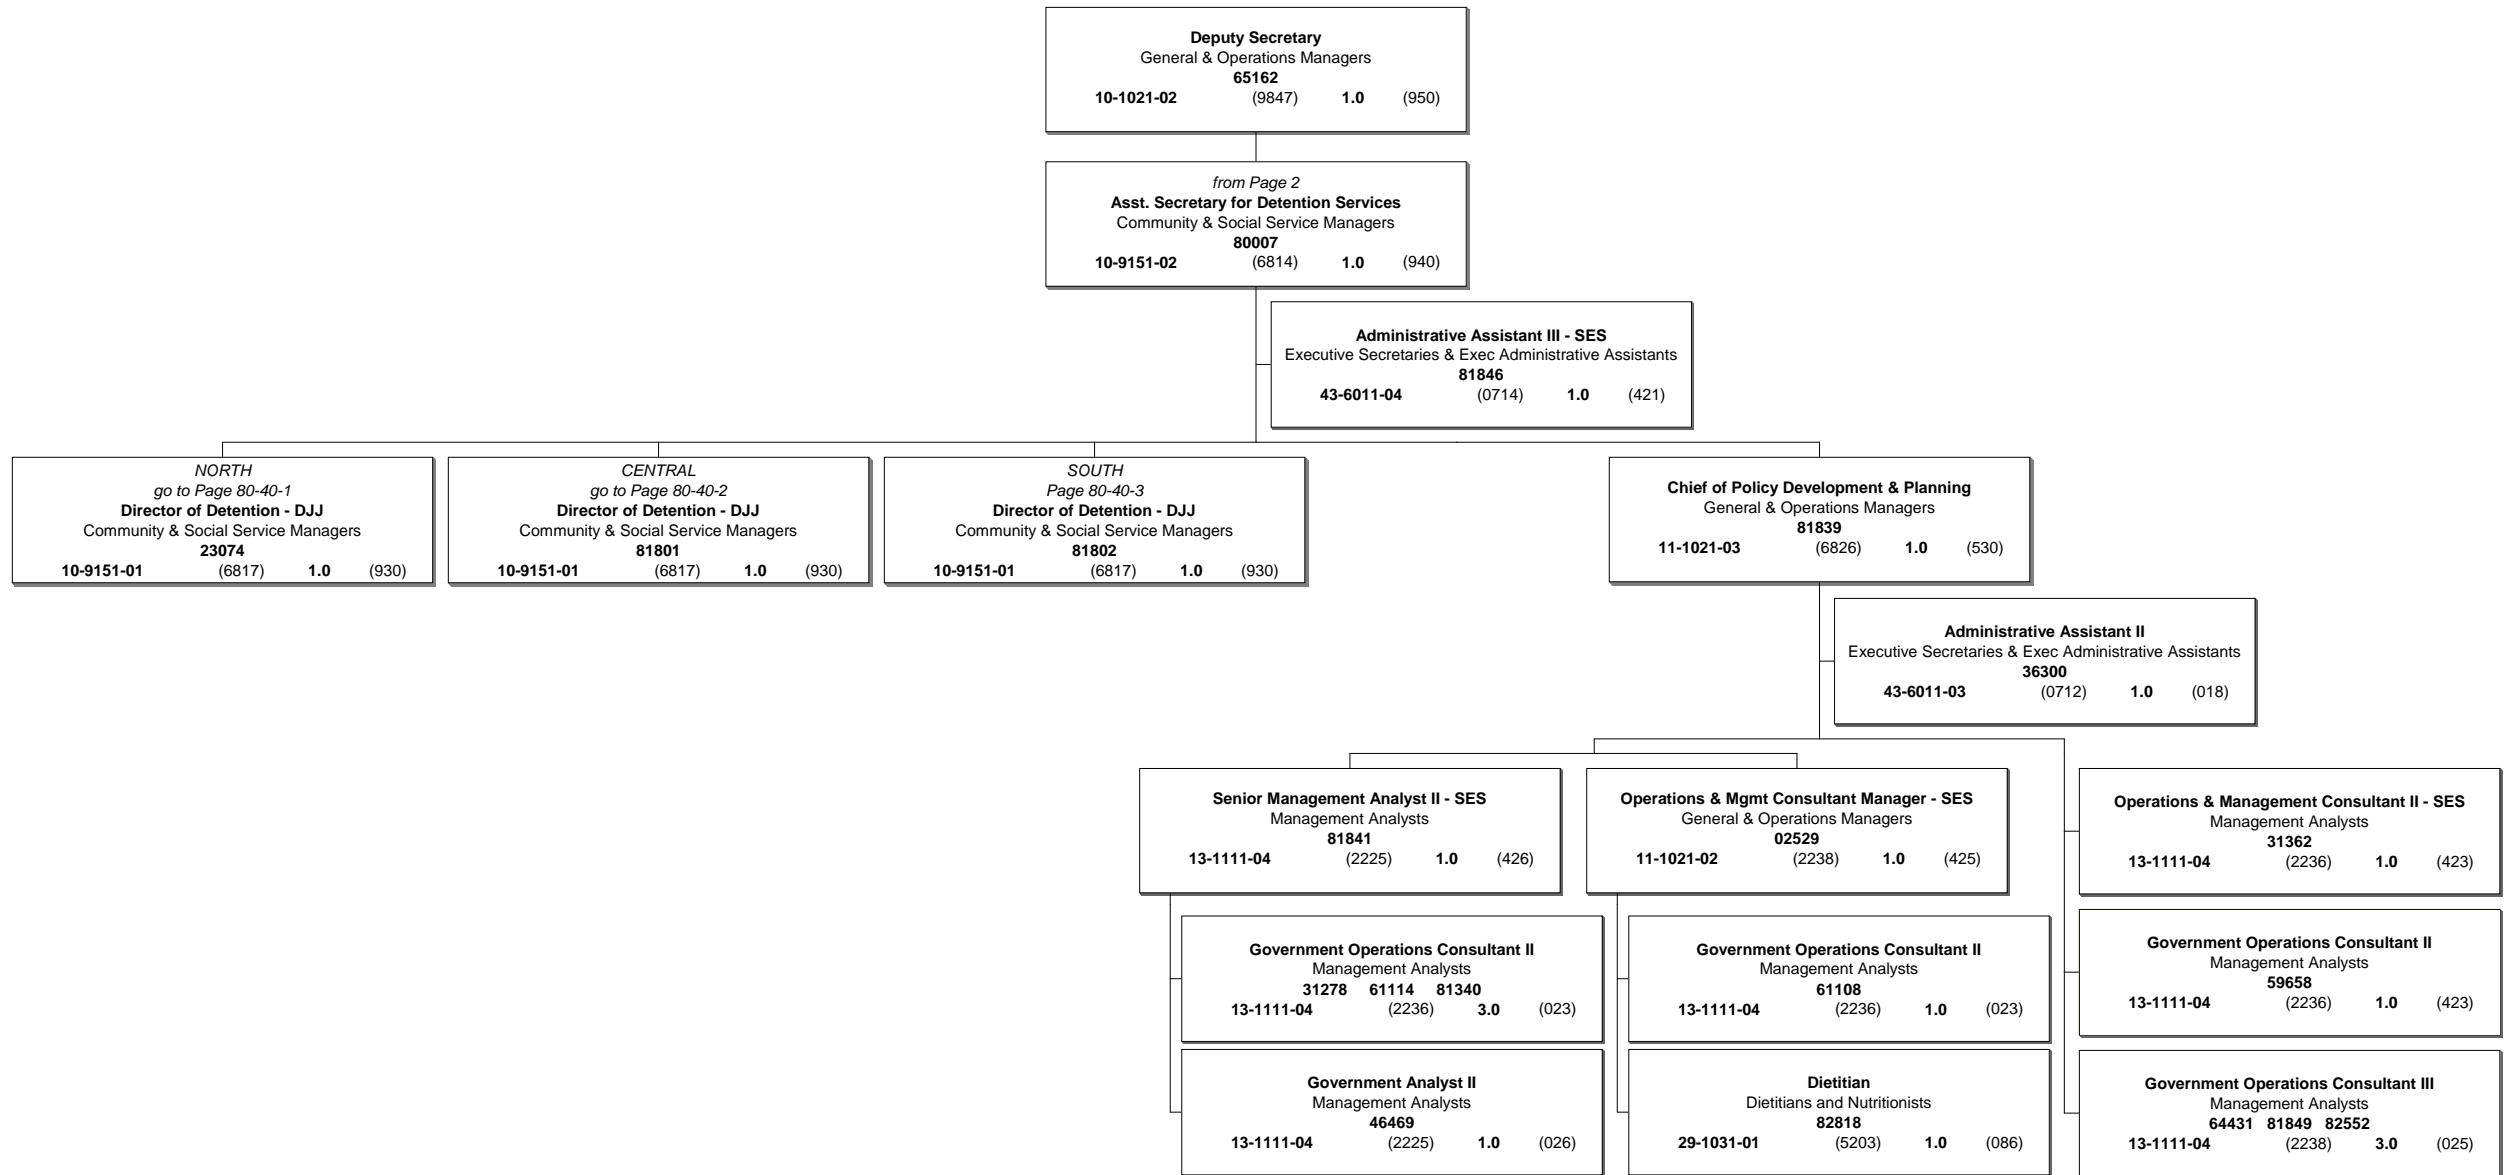 Deputy Secretary
General & Operations Managers
65162
10-1021-02 (9847) 1.0 (950)
from Page 2
Asst. Secretary for Detention Services
Community & Social Service Managers
80007
10-9151-02 (6814) 1.0 (940)
Administrative Assistant III - SES
Executive Secretaries & Exec Administrative Assistants
81846
43-6011-04 (0714) 1.0 (421)
NORTH
go to Page 80-40-1
Director of Detention - DJJ
Community & Social Service Managers
23074
10-9151-01 (6817) 1.0 (930)
CENTRAL
go to Page 80-40-2
Director of Detention - DJJ
Community & Social Service Managers
81801
10-9151-01 (6817) 1.0 (930)
SOUTH
Page 80-40-3
Director of Detention - DJJ
Community & Social Service Managers
81802
10-9151-01 (6817) 1.0 (930)
Chief of Policy Development & Planning
General & Operations Managers
81839
11-1021-03 (6826) 1.0 (530)
Administrative Assistant II
Executive Secretaries & Exec Administrative Assistants
36300
43-6011-03 (0712) 1.0 (018)
Senior Management Analyst II - SES
Management Analysts
81841
13-1111-04 (2225) 1.0 (426)
Government Operations Consultant II
Management Analysts
31278 61114 81340
13-1111-04 (2236) 3.0 (023)
Government Analyst II
Management Analysts
46469
13-1111-04 (2225) 1.0 (026)
Operations & Mgmt Consultant Manager - SES
General & Operations Managers
02529
11-1021-02 (2238) 1.0 (425)
Government Operations Consultant II
Management Analysts
61108
13-1111-04 (2236) 1.0 (023)
Dietitian
Dietitians and Nutritionists
82818
29-1031-01 (5203) 1.0 (086)
Operations & Management Consultant II - SES
Management Analysts
31362
13-1111-04 (2236) 1.0 (423)
Government Operations Consultant II
Management Analysts
59658
13-1111-04 (2236) 1.0 (423)
Government Operations Consultant III
Management Analysts
64431 81849 82552
13-1111-04 (2238) 3.0 (025)